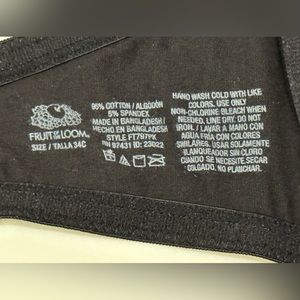 FRUIT OF THE LOOM.
SIZE / TALLA 34C
95% COTTON / ALGODÓN
5% SPANDEX
MADE IN BANGLADESH /
HECHO EN BANGLADESH
STYLE FT797PK
RN 97431 ID: 23022
HAND WASH COLD WITH LIKE
COLORS. USE ONLY
NON-CHLORINE BLEACH WHEN
NEEDED. LINE DRY. DO NOT
IRON. / LAVAR A MANO CON
AGUA FRÍA CON COLORES
SIMILARES. USAR SOLAMENTE
BLANQUEADOR SIN CLORO
CUANDO SE NECESITE. SECAR
COLGADO. NO PLANCHAR.